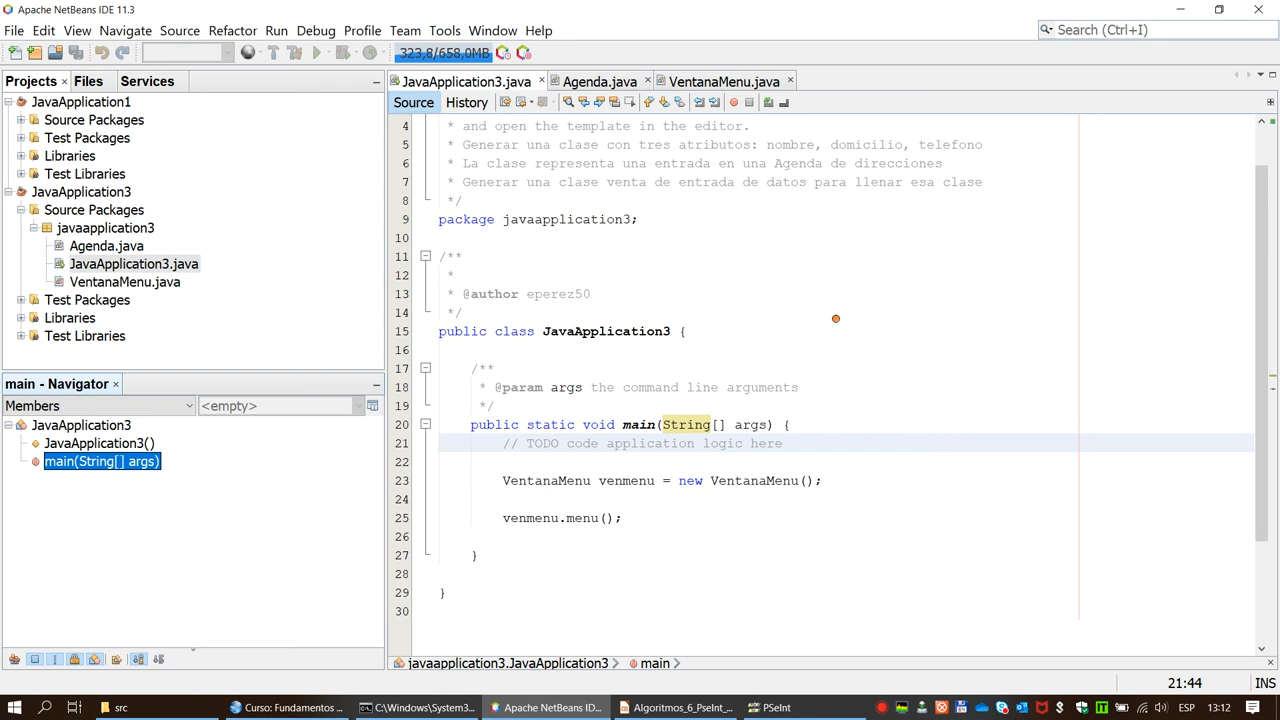 Apache NetBeans IDE 11.3
File Edit View Navigate Source Refactor Run Debug Profile Team Tools Window Help
Search (Ctrl+I)
323,8/658,0MB
Projects Files Services
JavaApplication1
Source Packages
Test Packages
Libraries
Test Libraries
JavaApplication3
Source Packages
javaapplication3
Agenda.java
JavaApplication3.java
VentanaMenu.java
Test Packages
Libraries
Test Libraries
main - Navigator
Members <empty>
JavaApplication3
JavaApplication3()
main(String[] args)
JavaApplication3.java Agenda.java VentanaMenu.java
Source History
4 * and open the template in the editor.
5 * Generar una clase con tres atributos: nombre, domicilio, telefono
6 * La clase representa una entrada en una Agenda de direcciones
7 * Generar una clase venta de entrada de datos para llenar esa clase
8 */
9 package javaapplication3;
10
11 /**
12 *
13 * @author eperez50
14 */
15 public class JavaApplication3 {
16
17 /**
18 * @param args the command line arguments
19 */
20 public static void main(String[] args) {
21 // TODO code application logic here
22
23 VentanaMenu venmenu = new VentanaMenu();
24
25 venmenu.menu();
26
27 }
28
29 }
30
javaapplication3.JavaApplication3 main
21:44 INS
src
Curso: Fundamentos ...
C:\Windows\System3...
Apache NetBeans ID...
Algoritmos_6_PseInt_...
PSeInt
ESP 13:12